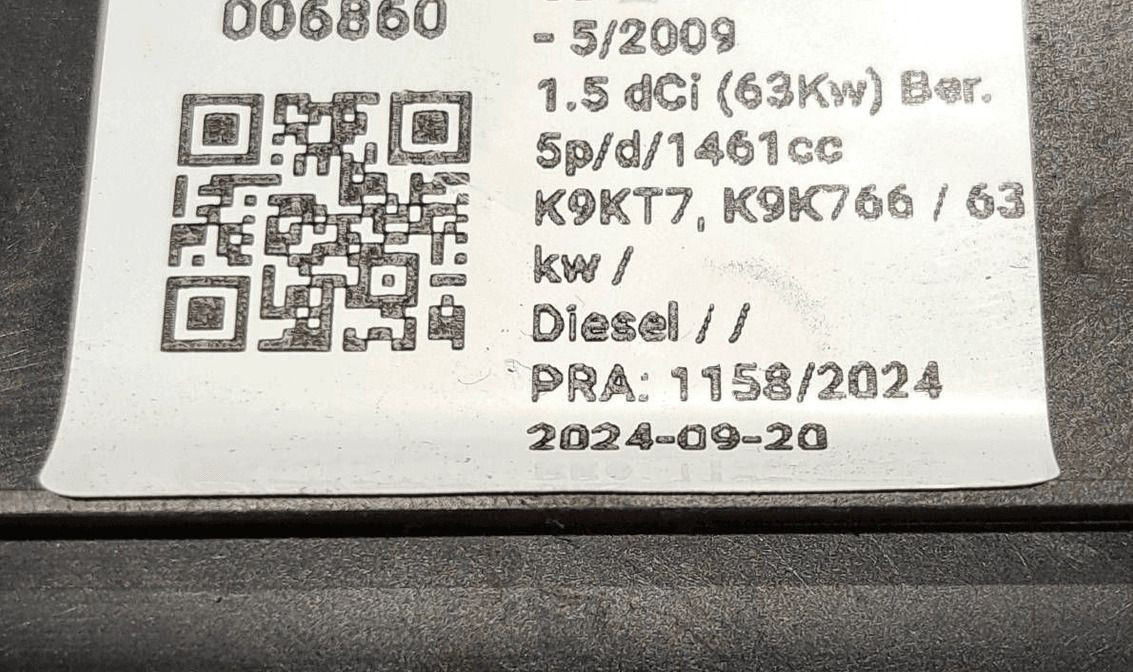 006860
- 5/2009
1.5 dCi (63Kw) Ber.
5p/d/1461cc
K9KT7, K9K766 / 63
kw /
Diesel / /
PRA: 1158/2024
2024-09-20